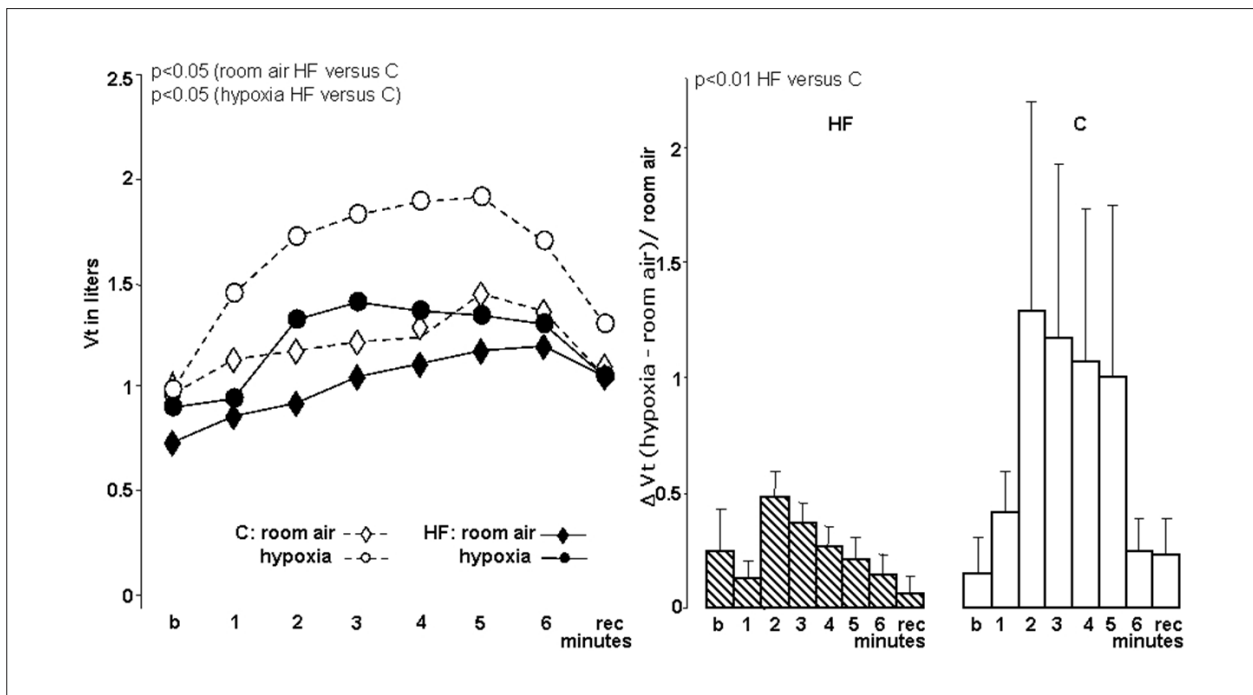 p<0.05 (room air HF versus C
p<0.05 (hypoxia HF versus C)
2.5
2
1.5
1
0.5
0
Vt in liters
C: room air
hypoxia
HF: room air
hypoxia
b 1 2 3 4 5 6 rec
minutes
p<0.01 HF versus C
HF
C
2
1.5
1
0.5
0
Δ Vt (hypoxia - room air)/ room air
b 1 2 3 4 5 6 rec
minutes
b 1 2 3 4 5 6 rec
minutes